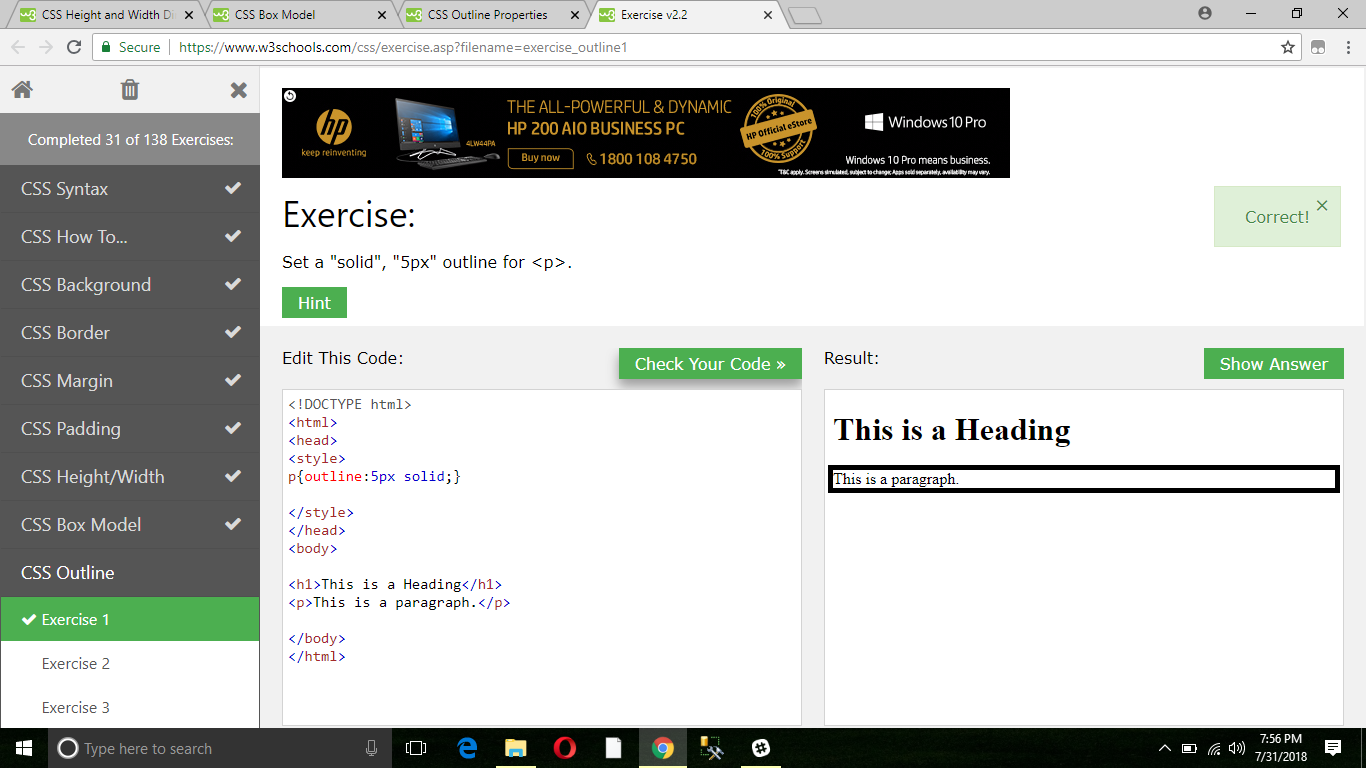 CSS Height and Width Di
CSS Box Model
CSS Outline Properties
Exercise v2.2
Secure
https://www.w3schools.com/css/exercise.asp?filename=exercise_outline1
Completed 31 of 138 Exercises:
CSS Syntax
CSS How To...
CSS Background
CSS Border
CSS Margin
CSS Padding
CSS Height/Width
CSS Box Model
CSS Outline
Exercise 1
Exercise 2
Exercise 3
hp
keep reinventing
4LW44PA
THE ALL-POWERFUL & DYNAMIC
HP 200 AIO BUSINESS PC
Buy now
1800 108 4750
100% Original
HP Official eStore
100% Support
Windows 10 Pro
Windows 10 Pro means business.
*T&C apply. Screens simulated, subject to change; Apps sold separately, availability may vary.
Exercise:
Correct!
Set a "solid", "5px" outline for <p>.
Hint
Edit This Code:
Check Your Code »
<!DOCTYPE html>
<html>
<head>
<style>
p{outline:5px solid;}
</style>
</head>
<body>
<h1>This is a Heading</h1>
<p>This is a paragraph.</p>
</body>
</html>
Result:
Show Answer
This is a Heading
This is a paragraph.
Type here to search
7:56 PM
7/31/2018